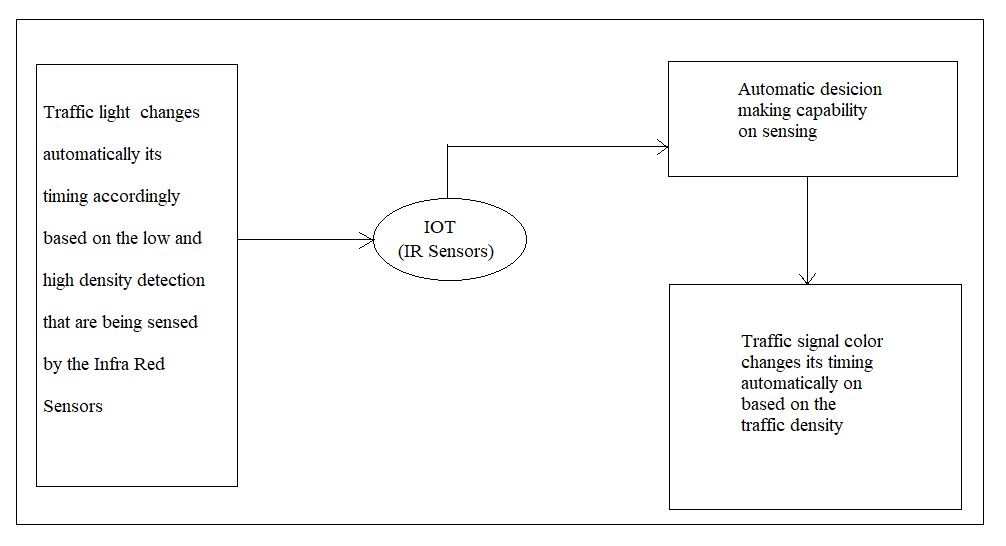 Traffic light  changes
automatically its
timing accordingly
based on the low and
high density detection
that are being sensed
by the Infra Red
Sensors
IOT
(IR Sensors)
Automatic desicion
making capability
on sensing
Traffic signal color
changes its timing
automatically on
based on the
traffic density